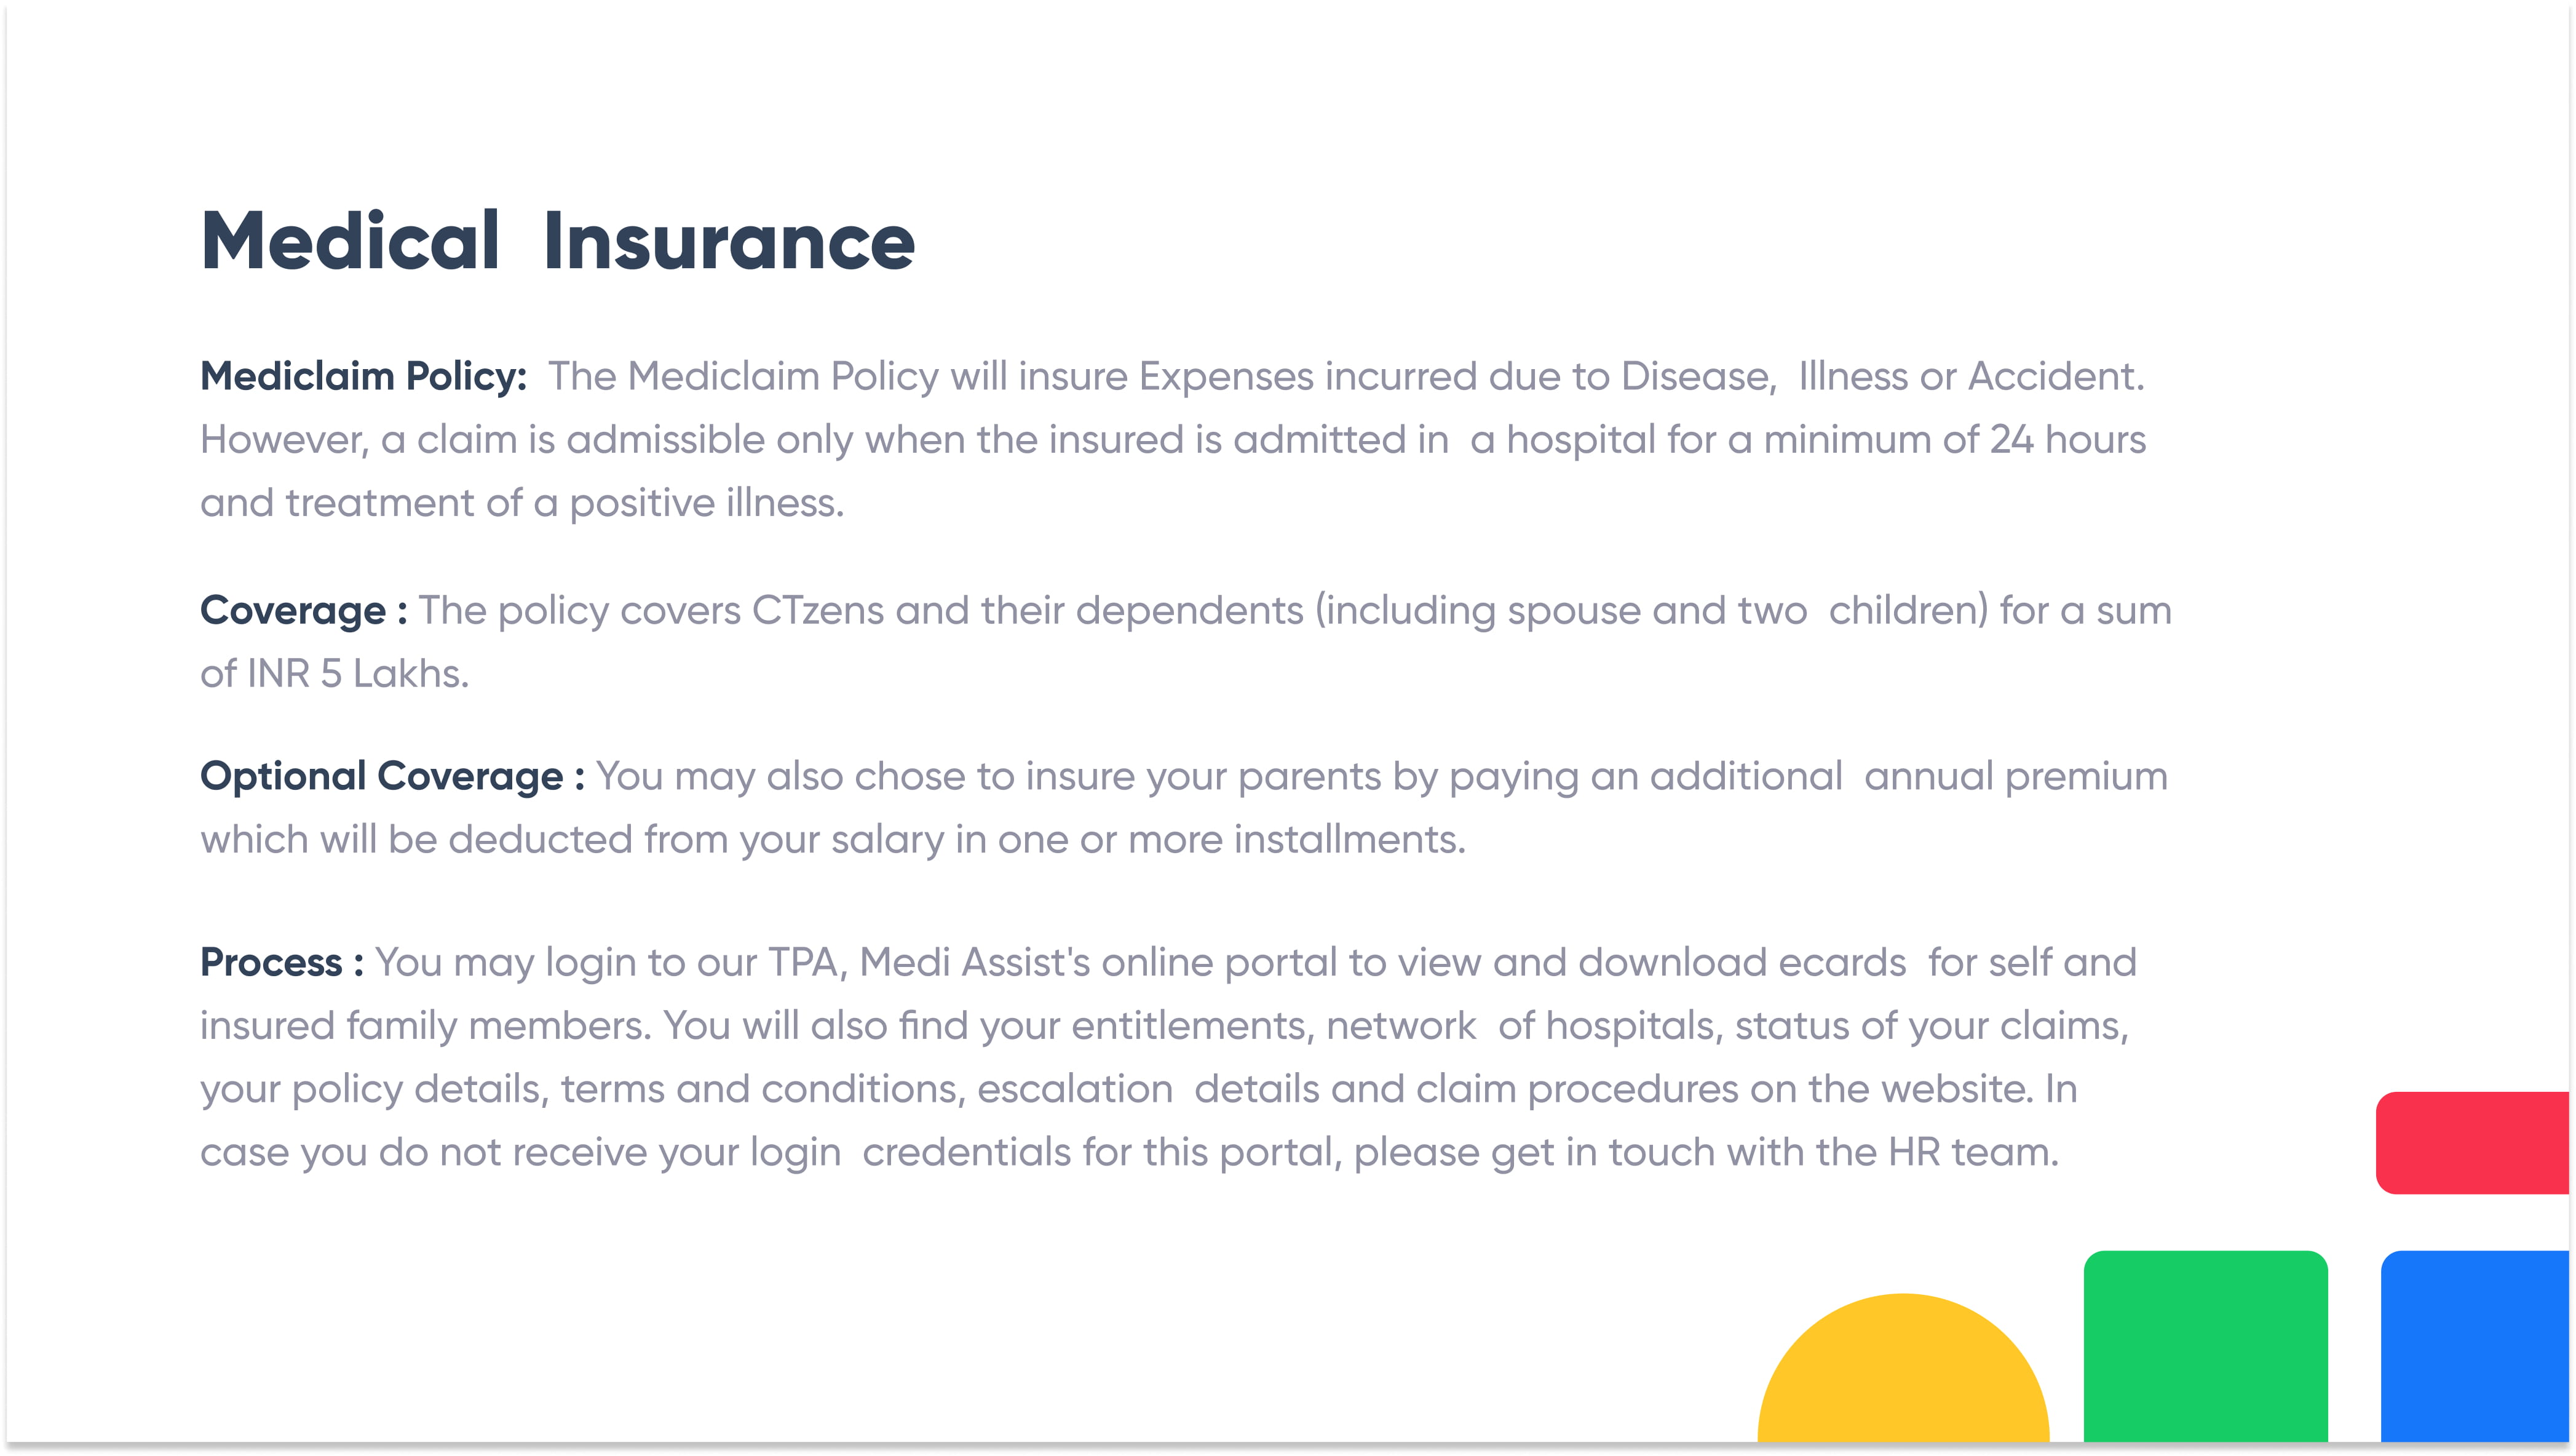 Medical  Insurance
Mediclaim Policy:  The Mediclaim Policy will insure Expenses incurred due to Disease,  Illness or Accident.
However, a claim is admissible only when the insured is admitted in  a hospital for a minimum of 24 hours
and treatment of a positive illness.
Coverage : The policy covers CTzens and their dependents (including spouse and two  children) for a sum
of INR 5 Lakhs.
Optional Coverage : You may also chose to insure your parents by paying an additional  annual premium
which will be deducted from your salary in one or more installments.
Process : You may login to our TPA, Medi Assist's online portal to view and download ecards  for self and
insured family members. You will also find your entitlements, network  of hospitals, status of your claims,
your policy details, terms and conditions, escalation  details and claim procedures on the website. In
case you do not receive your login  credentials for this portal, please get in touch with the HR team.